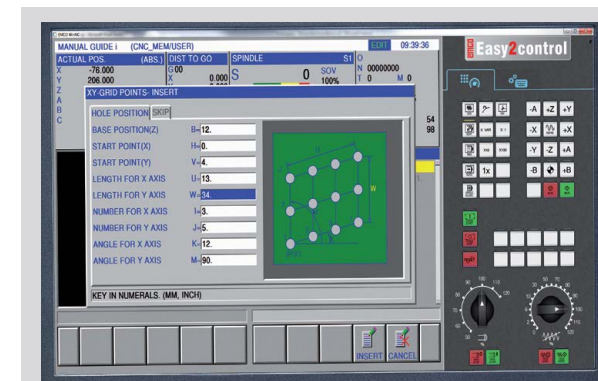 MANUAL GUIDE i (CNC_MEM/USER) EDIT 09:39:36
Easy2control
ACTUAL POS. (ABS.) DIST TO GO SPINDLE S1
X -76.000 G00 S 0 SOV N 00000000
Y 206.000 X 0.000 100% T 0 M 0
Z
A
B
C
XY-GRID POINTS- INSERT
HOLE POSITION SKIP
BASE POSITION(Z) B=12.
START POINT(X) H=0.
START POINT(Y) V=4.
LENGTH FOR X AXIS U=13.
LENGTH FOR Y AXIS W=34.
NUMBER FOR X AXIS I=3.
NUMBER FOR Y AXIS J=5.
ANGLE FOR X AXIS K=12.
ANGLE FOR Y AXIS M=90.
U
W
54
98
KEY IN NUMERALS. (MM, INCH)
INSERT CANCEL
-A +Z +Y
-X +X
-Y -Z +A
1x -B +B